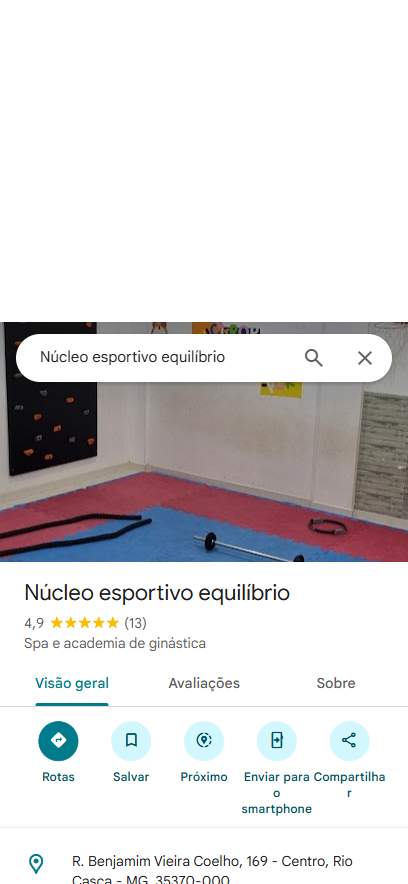 Núcleo esportivo equilíbrio
Núcleo esportivo equilíbrio
4,9 (13)
Spa e academia de ginástica
Visão geral Avaliações Sobre
Rotas Salvar Próximo Enviar para o smartphone Compartilhar
R. Benjamim Vieira Coelho, 169 - Centro, Rio
Casca - MG, 35370-000